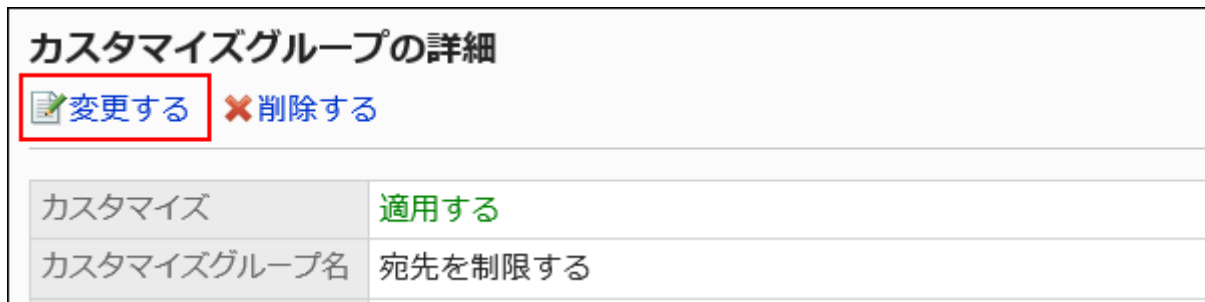 カスタマイズグループの詳細
変更する 削除する
カスタマイズ 適用する
カスタマイズグループ名 宛先を制限する